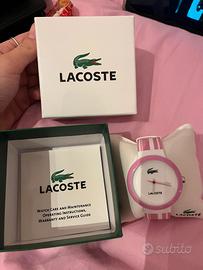 LACOSTE
LACOSTE
Watch Care and Maintenance
Operating Instructions,
Warranty and Service Guide
LACOSTE
subito